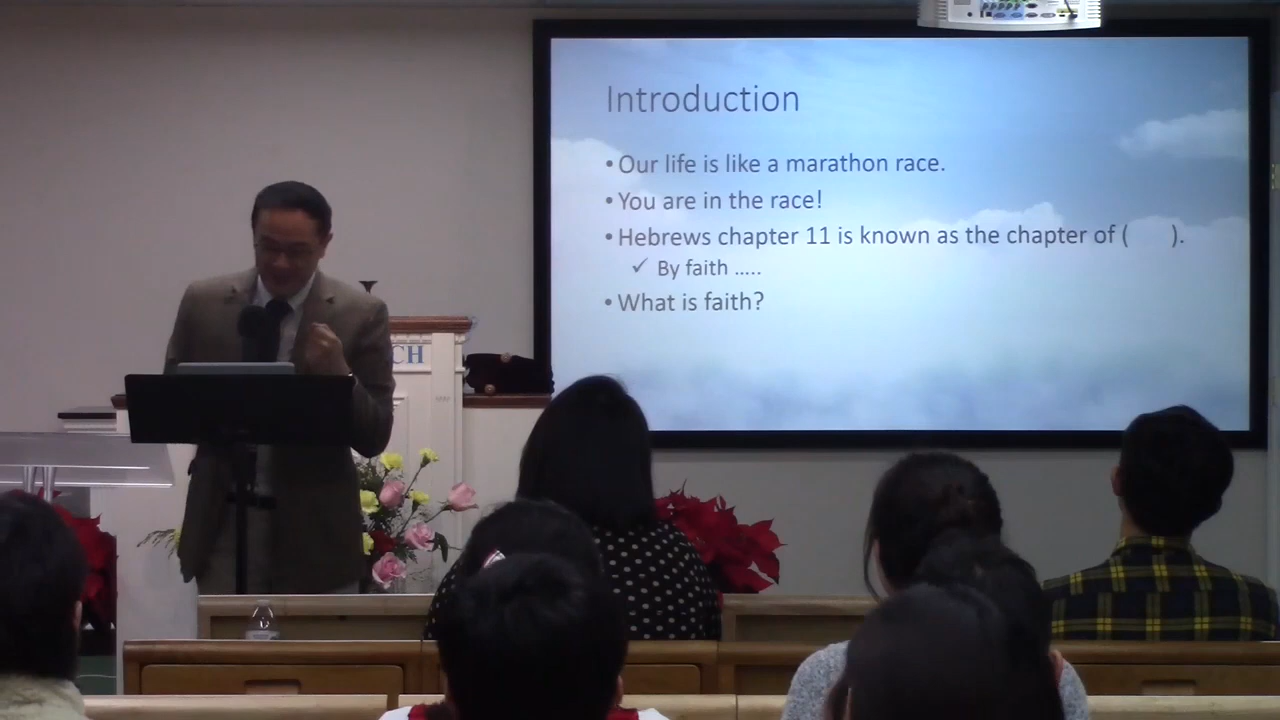 Introduction
• Our life is like a marathon race.
• You are in the race!
• Hebrews chapter 11 is known as the chapter of (      ).
✓ By faith …..
• What is faith?
CH